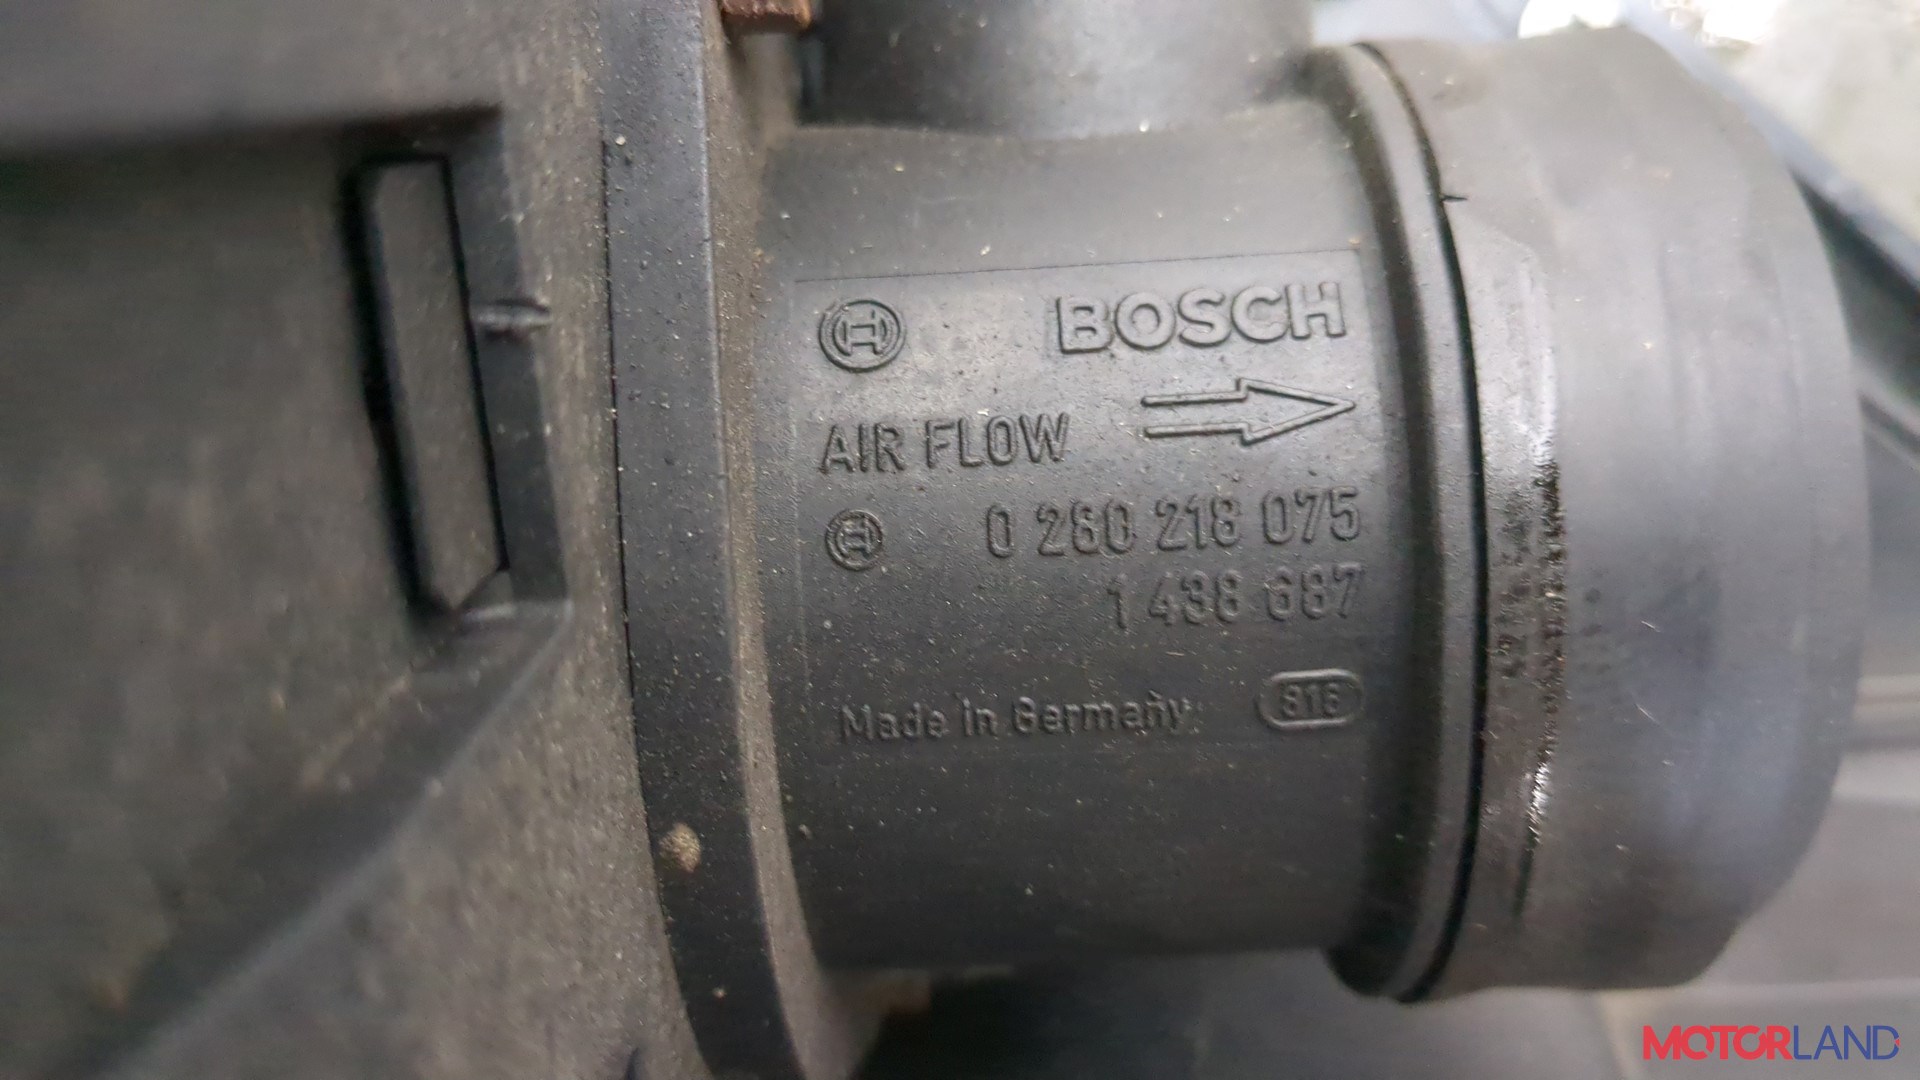 BOSCH
AIR FLOW
0 280 218 075
1 438 687
Made in Germany
816
MOTORLAND